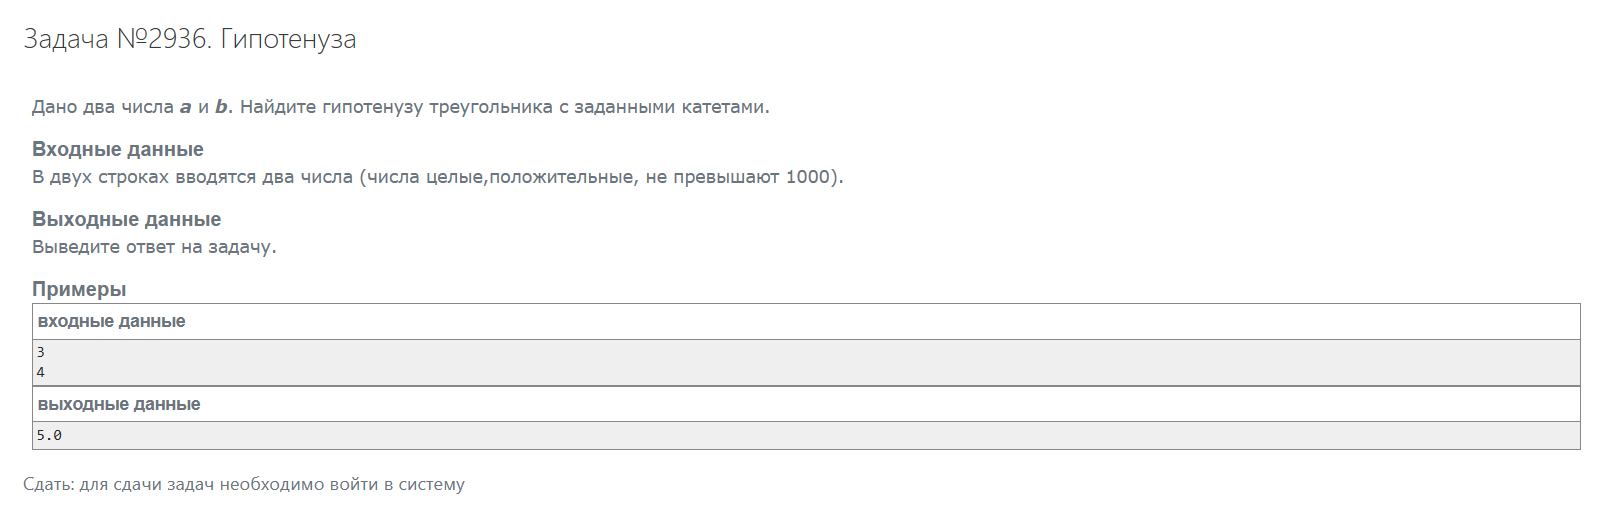 Задача №2936. Гипотенуза
Дано два числа a и b. Найдите гипотенузу треугольника с заданными катетами.
Входные данные
В двух строках вводятся два числа (числа целые,положительные, не превышают 1000).
Выходные данные
Выведите ответ на задачу.
Примеры
входные данные
3
4
выходные данные
5.0
Сдать: для сдачи задач необходимо войти в систему